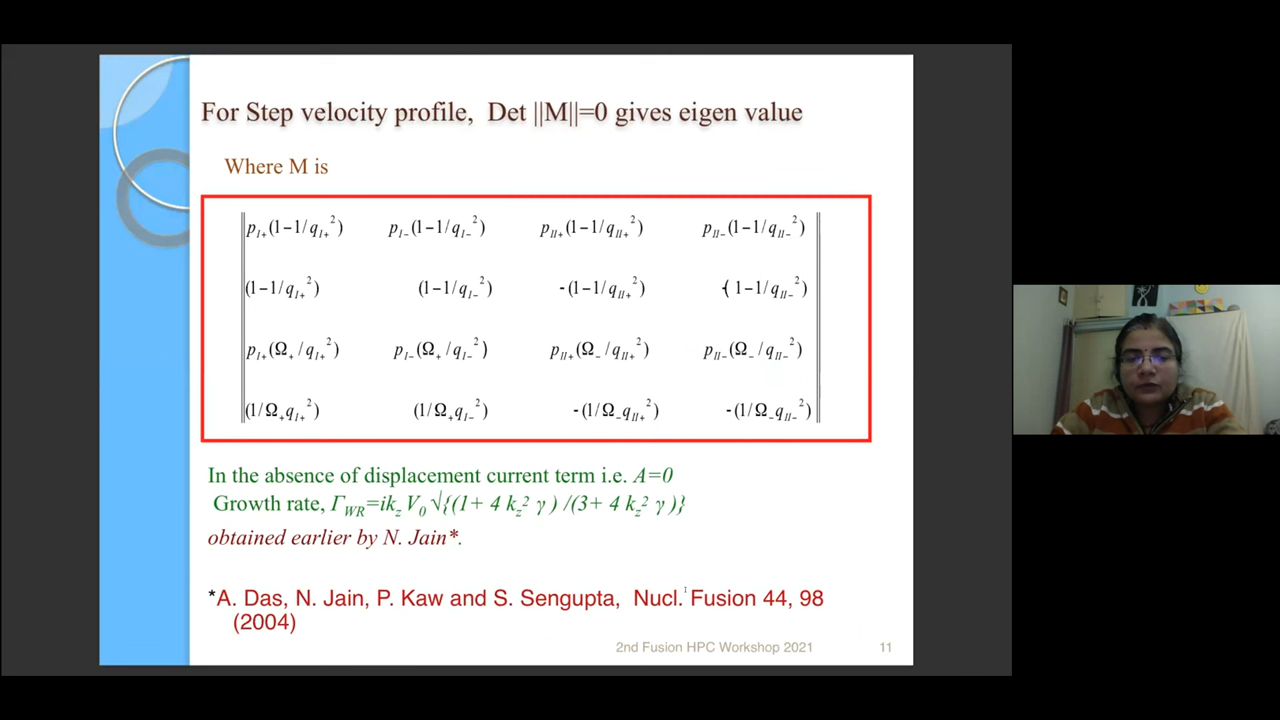 For Step velocity profile, Det ||M||=0 gives eigen value
Where M is
p_{I+}(1−1/q_{I+}^2) p_{I−}(1−1/q_{I−}^2) p_{II+}(1−1/q_{II+}^2) p_{II−}(1−1/q_{II−}^2)
(1−1/q_{I+}^2) (1−1/q_{I−}^2) -(1−1/q_{II+}^2) -(1−1/q_{II−}^2)
p_{I+}(Ω_+/q_{I+}^2) p_{I−}(Ω_+/q_{I−}^2) p_{II+}(Ω_−/q_{II+}^2) p_{II−}(Ω_−/q_{II−}^2)
(1/Ω_+q_{I+}^2) (1/Ω_+q_{I−}^2) -(1/Ω_−q_{II+}^2) -(1/Ω_−q_{II−}^2)
In the absence of displacement current term i.e. A=0
Growth rate, Γ_{WR}=ik_z V_0 √{(1+ 4 k_z^2 γ ) /(3+ 4 k_z^2 γ )}
obtained earlier by N. Jain*.
*A. Das, N. Jain, P. Kaw and S. Sengupta, Nucl. Fusion 44, 98
(2004)
2nd Fusion HPC Workshop 2021 11